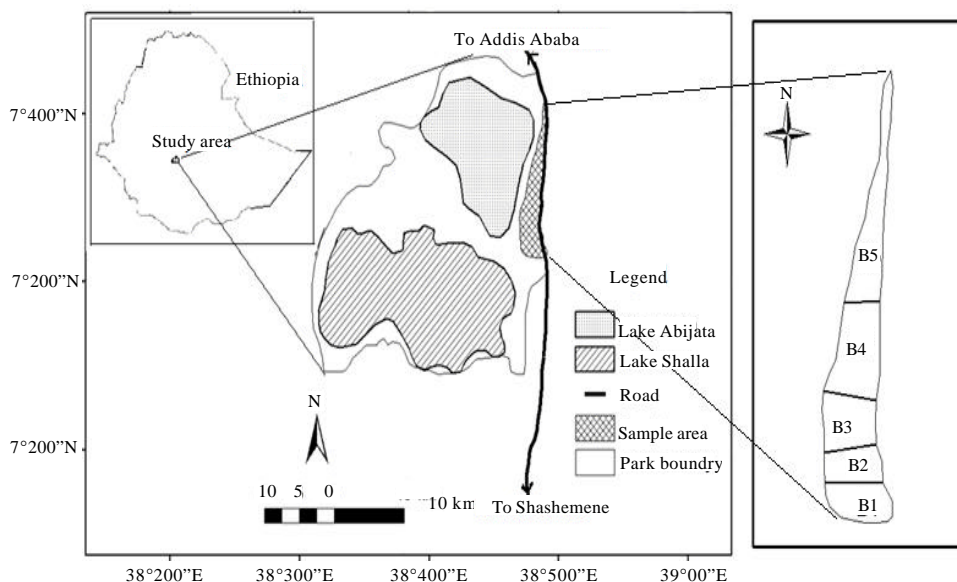 To Addis Ababa
Ethiopia
Study area
7°400”N
7°200”N
7°200”N
Legend
Lake Abijata
Lake Shalla
Road
Sample area
Park boundry
N
10 5 0
10 km
To Shashemene
38°200”N
38°300”N
38°400”N
38°500”N
39°00”N
N
B5
B4
B3
B2
B1